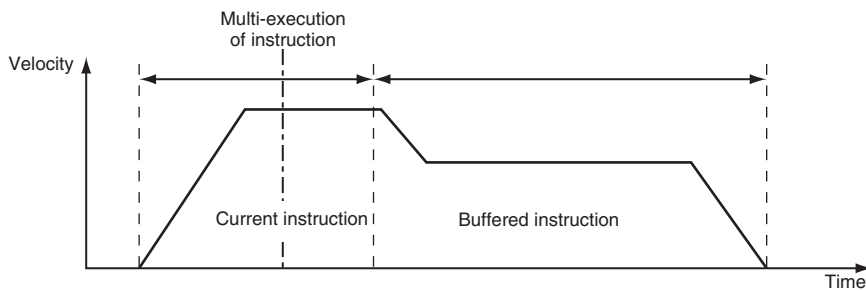 Multi-execution
of instruction
Velocity
Current instruction
Buffered instruction
Time